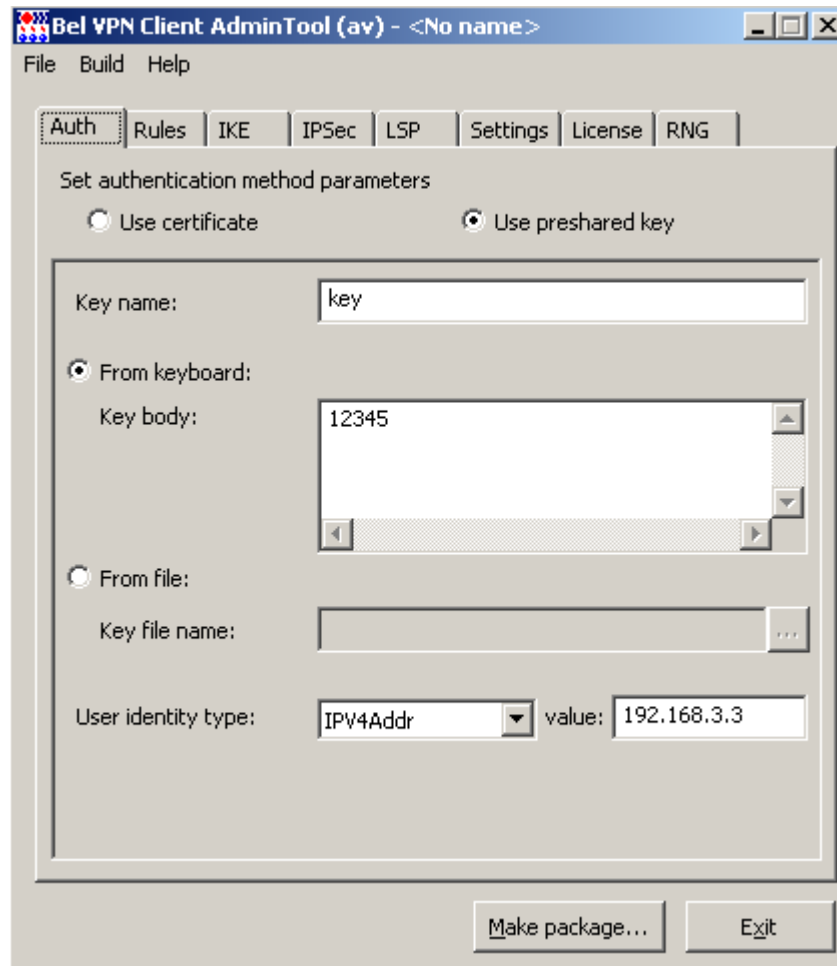 Bel VPN Client AdminTool (av) - <No name>
File Build Help
Auth Rules IKE IPSec LSP Settings License RNG
Set authentication method parameters
Use certificate Use preshared key
Key name: key
From keyboard:
Key body: 12345
From file:
Key file name: ...
User identity type: IPV4Addr value: 192.168.3.3
Make package... Exit